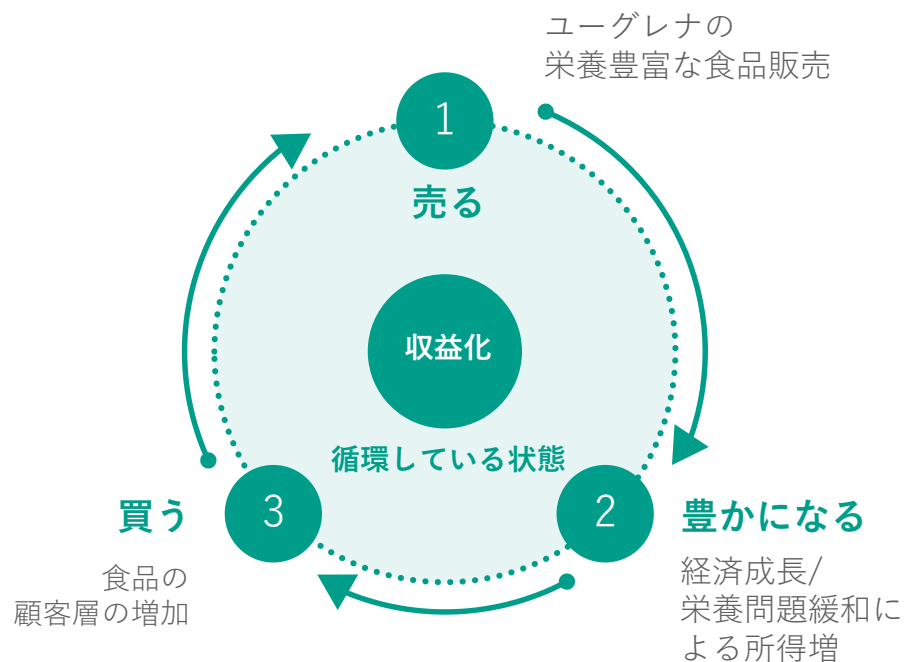 ユーグレナの
栄養豊富な食品販売
1
売る
収益化
循環している状態
2
豊かになる
経済成長/
栄養問題緩和に
よる所得増
3
買う
食品の
顧客層の増加